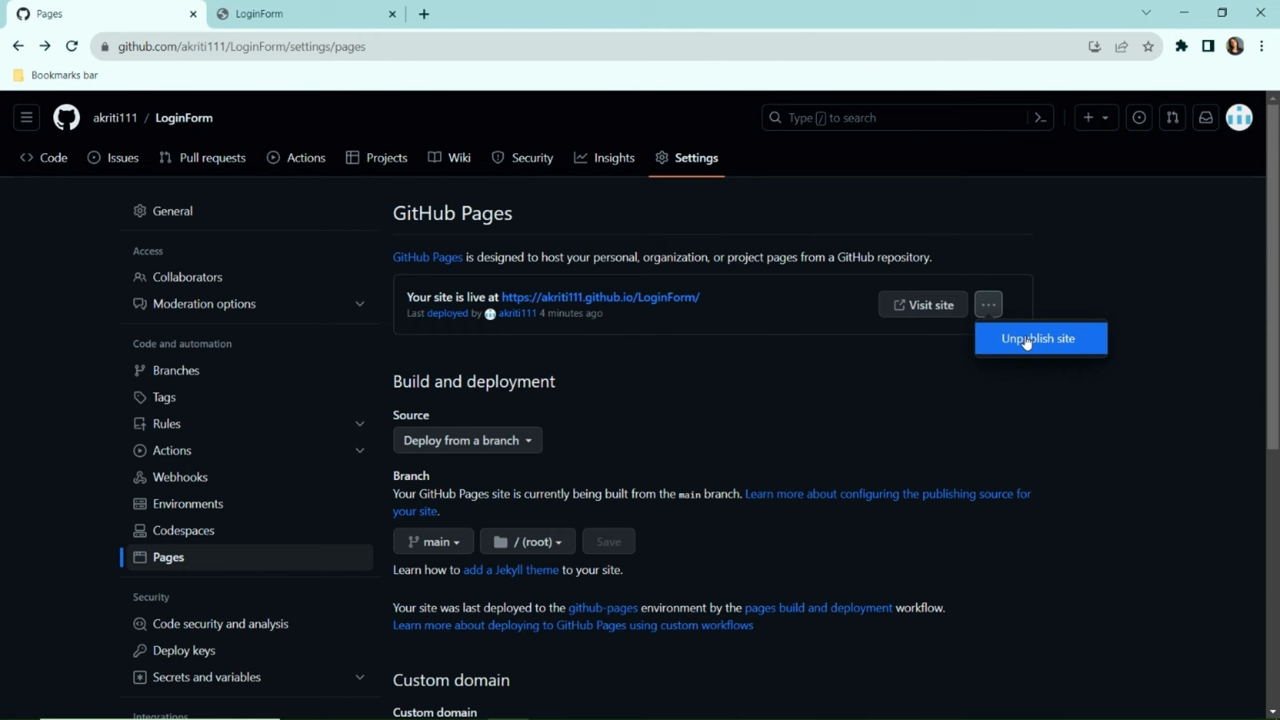 Pages
LoginForm
github.com/akriti111/LoginForm/settings/pages
Bookmarks bar
akriti111 / LoginForm
Type / to search
Code
Issues
Pull requests
Actions
Projects
Wiki
Security
Insights
Settings
General
Access
Collaborators
Moderation options
Code and automation
Branches
Tags
Rules
Actions
Webhooks
Environments
Codespaces
Pages
Security
Code security and analysis
Deploy keys
Secrets and variables
Integrations
GitHub Pages
GitHub Pages is designed to host your personal, organization, or project pages from a GitHub repository.
Your site is live at https://akriti111.github.io/LoginForm/
Last deployed by akriti111 4 minutes ago
Visit site
Unpublish site
Build and deployment
Source
Deploy from a branch
Branch
Your GitHub Pages site is currently being built from the main branch. Learn more about configuring the publishing source for
your site.
main
/ (root)
Save
Learn how to add a Jekyll theme to your site.
Your site was last deployed to the github-pages environment by the pages build and deployment workflow.
Learn more about deploying to GitHub Pages using custom workflows
Custom domain
Custom domain